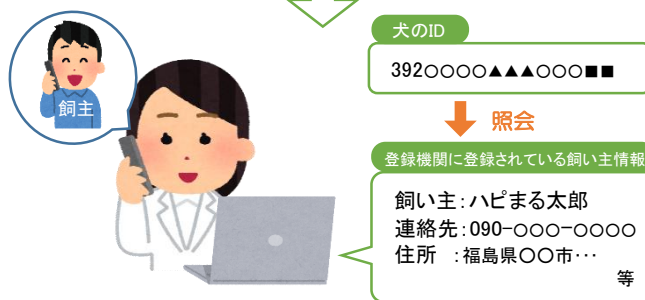 犬のID
392○○○○▲▲▲○○○■■
飼主
照会
登録機関に登録されている飼い主情報
飼い主：ハピまる太郎
連絡先：090-○○○-○○○○
住所　：福島県〇〇市…
等